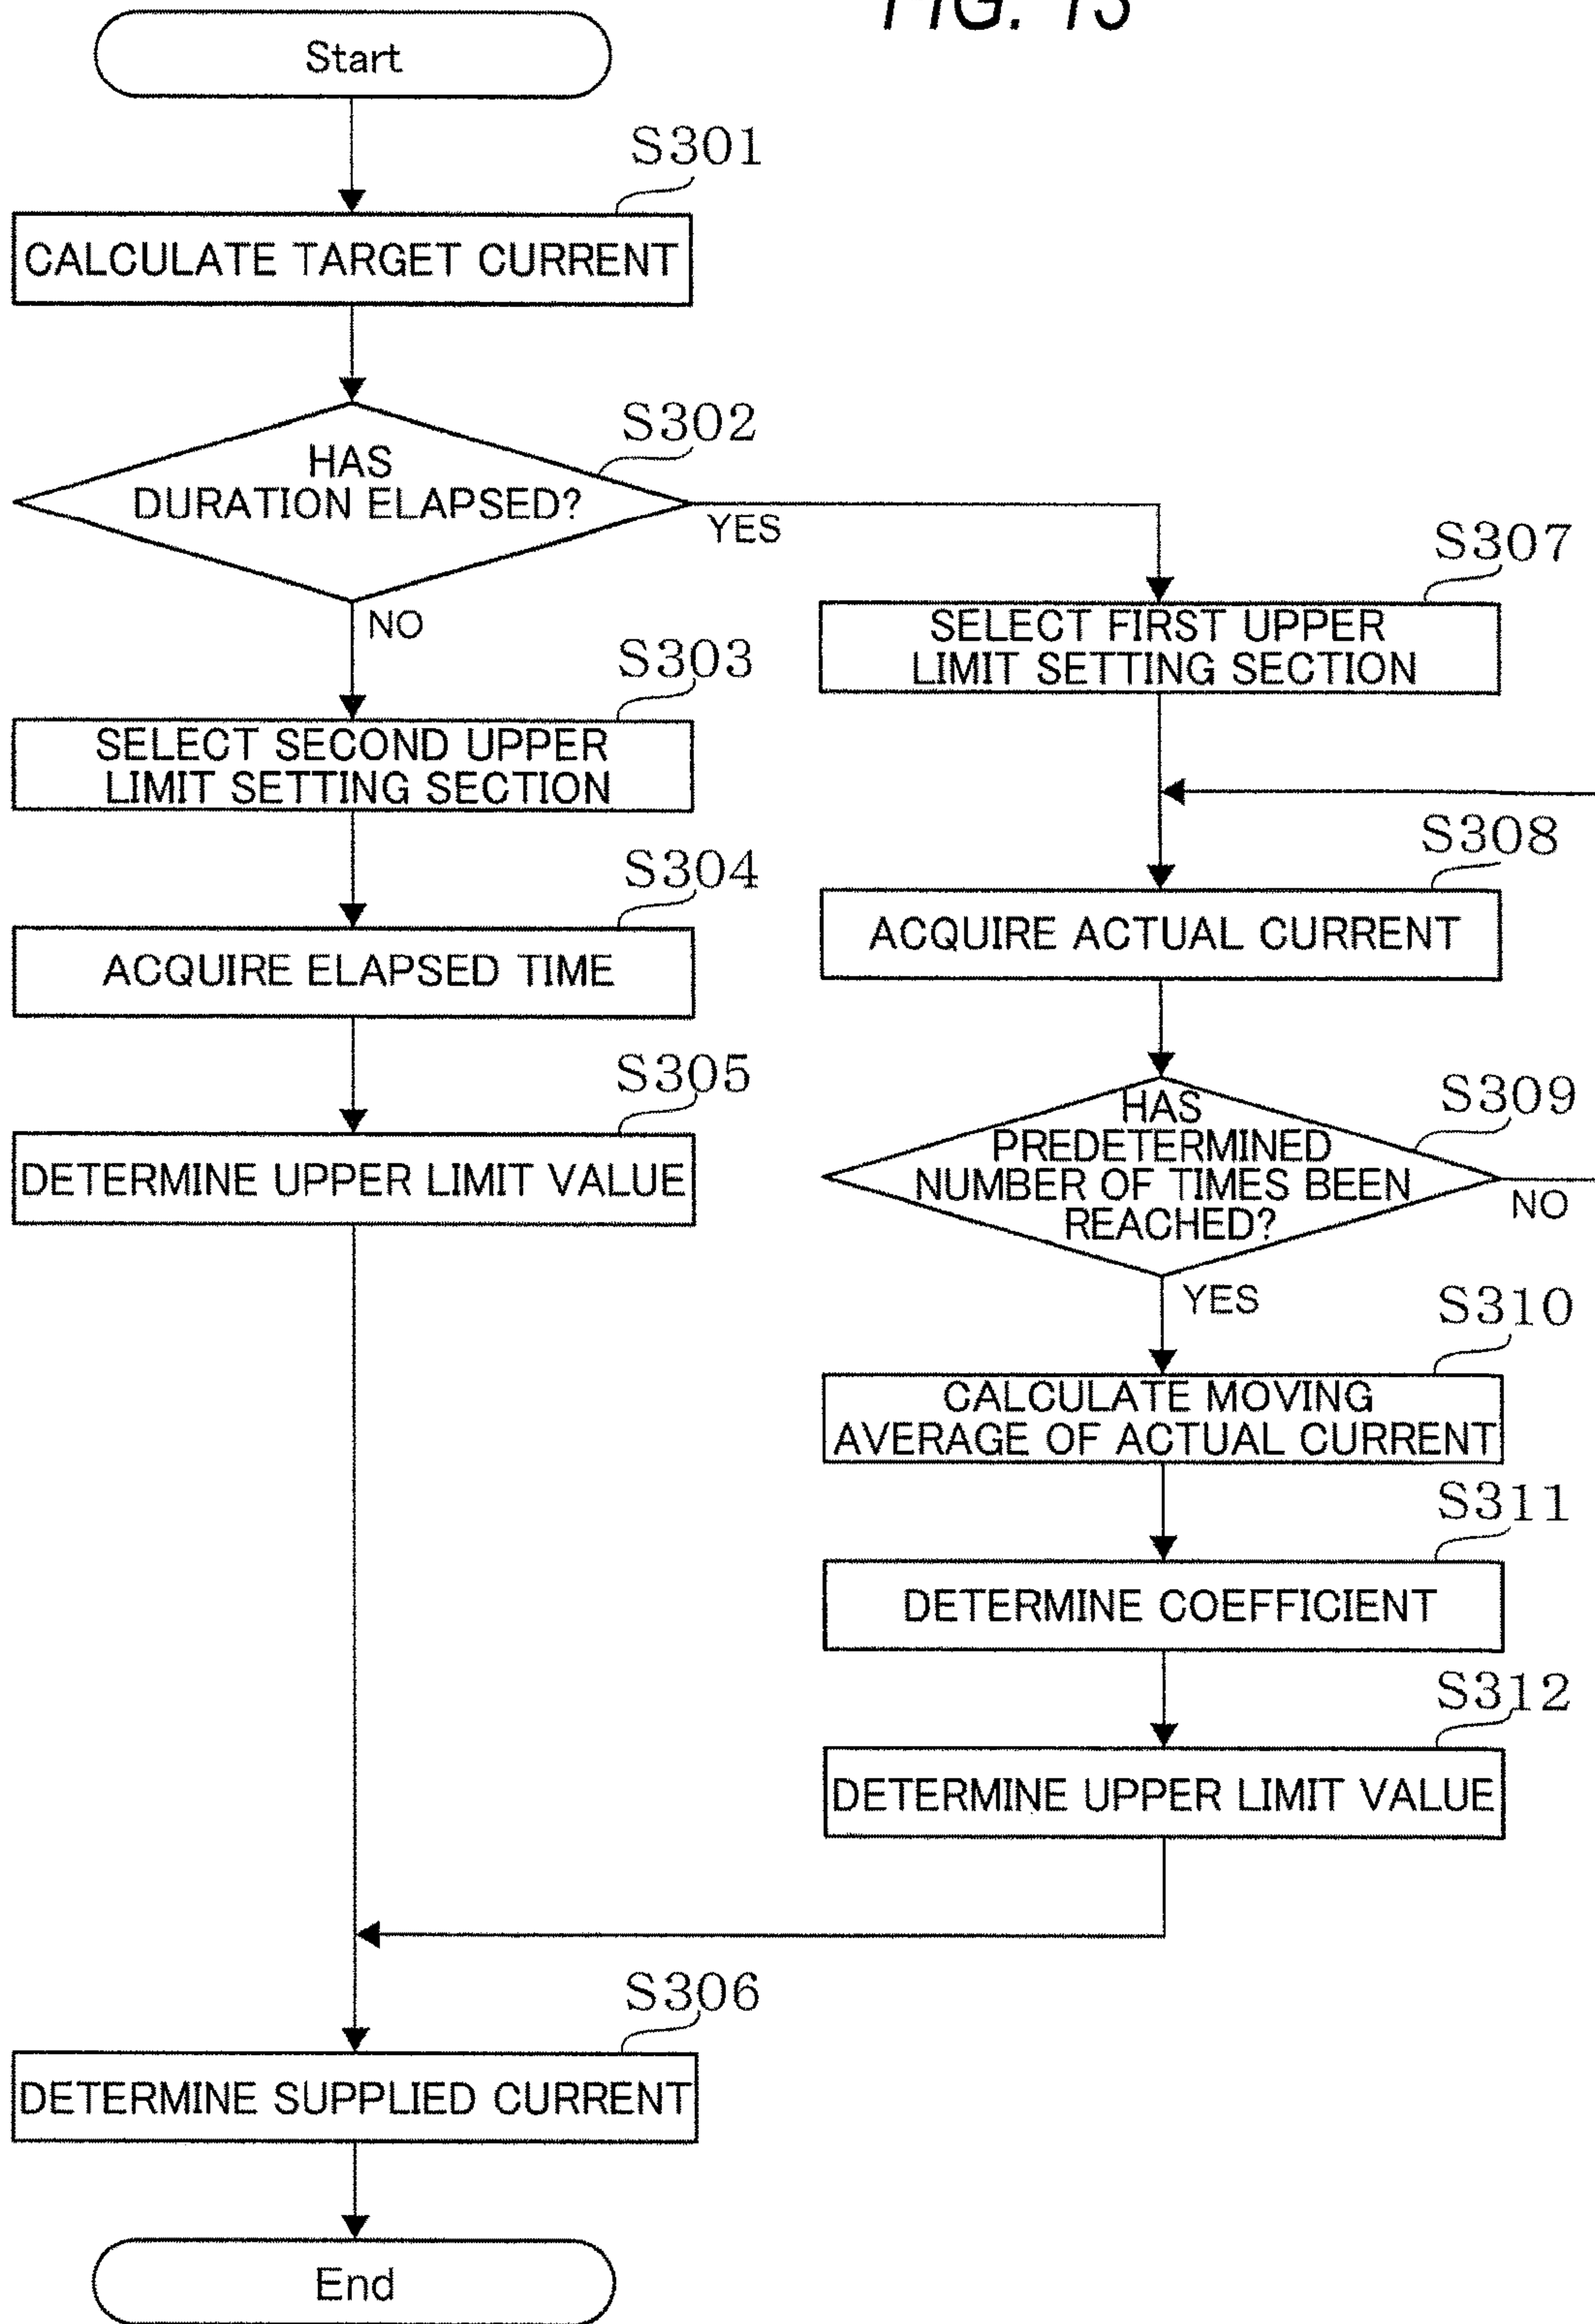 FIG. 13
Start
S301
CALCULATE TARGET CURRENT
S302
HAS
DURATION ELAPSED?
YES
NO
S303
SELECT SECOND UPPER
LIMIT SETTING SECTION
S304
ACQUIRE ELAPSED TIME
S305
DETERMINE UPPER LIMIT VALUE
S307
SELECT FIRST UPPER
LIMIT SETTING SECTION
S308
ACQUIRE ACTUAL CURRENT
S309
HAS
PREDETERMINED
NUMBER OF TIMES BEEN
REACHED?
NO
YES
S310
CALCULATE MOVING
AVERAGE OF ACTUAL CURRENT
S311
DETERMINE COEFFICIENT
S312
DETERMINE UPPER LIMIT VALUE
S306
DETERMINE SUPPLIED CURRENT
End